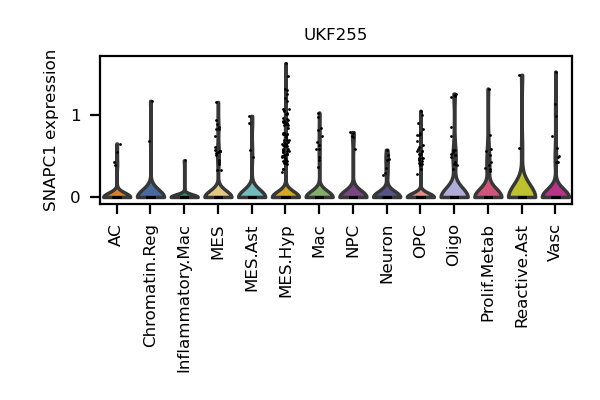 UKF255
SNAPC1 expression
1
0
AC
Chromatin.Reg
Inflammatory.Mac
MES
MES.Ast
MES.Hyp
Mac
NPC
Neuron
OPC
Oligo
Prolif.Metab
Reactive.Ast
Vasc